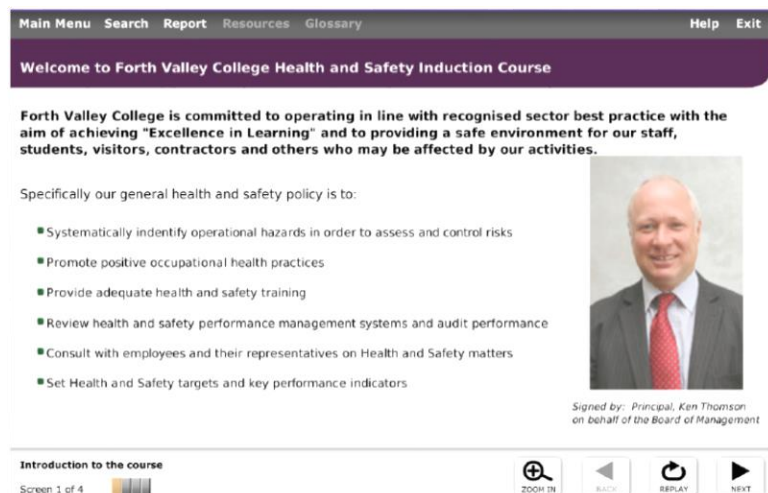 Main Menu Search Report Resources Glossary Help Exit
Welcome to Forth Valley College Health and Safety Induction Course
Forth Valley College is committed to operating in line with recognised sector best practice with the
aim of achieving "Excellence in Learning" and to providing a safe environment for our staff,
students, visitors, contractors and others who may be affected by our activities.
Specifically our general health and safety policy is to:
Systematically indentify operational hazards in order to assess and control risks
Promote positive occupational health practices
Provide adequate health and safety training
Review health and safety performance management systems and audit performance
Consult with employees and their representatives on Health and Safety matters
Set Health and Safety targets and key performance indicators
Signed by: Principal, Ken Thomson
on behalf of the Board of Management
Introduction to the course
Screen 1 of 4
ZOOM IN BACK REPLAY NEXT